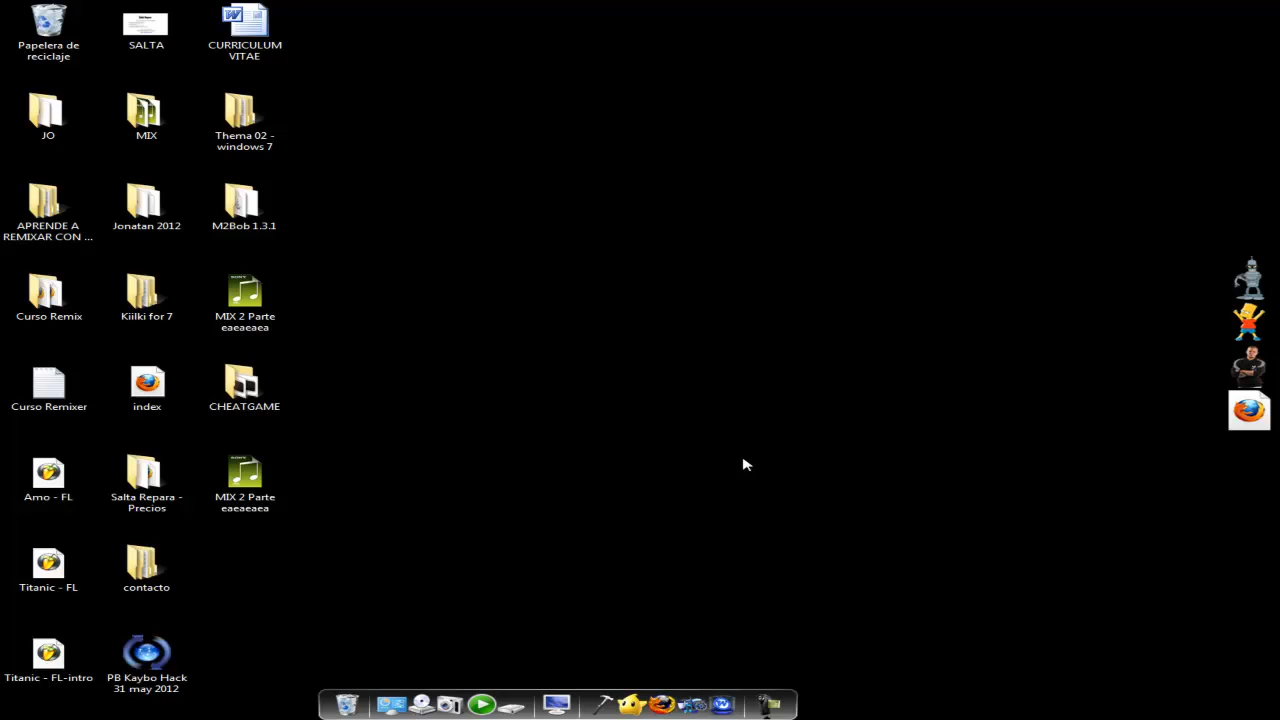 Papelera de
reciclaje
SALTA
CURRICULUM
VITAE
JO
MIX
Thema 02 -
windows 7
APRENDE A
REMIXAR CON ...
Jonatan 2012
M2Bob 1.3.1
Curso Remix
Kiilki for 7
MIX 2 Parte
eaeaeaea
Curso Remixer
index
CHEATGAME
Amo - FL
Salta Repara -
Precios
MIX 2 Parte
eaeaeaea
Titanic - FL
contacto
Titanic - FL-intro
PB Kaybo Hack
31 may 2012